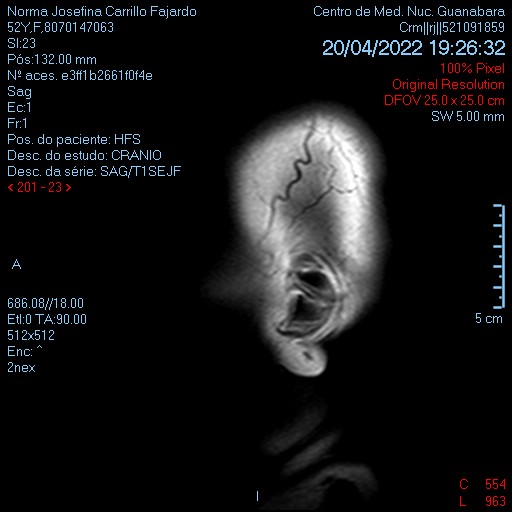 Norma Josefina Carrillo Fajardo
52Y,F,8070147063
Sl:23
Pós:132.00 mm
Nº aces. e3ff1b2661f0f4e
Sag
Ec:1
Fr:1
Pos. do paciente: HFS
Desc. do estudo: CRANIO
Desc. da série: SAG/T1SEJF
< 201 - 23 >
Centro de Med. Nuc. Guanabara
Crm||rj||521091859
20/04/2022 19:26:32
100% Pixel
Original Resolution
DFOV 25.0 x 25.0 cm
SW 5.00 mm
A
5 cm
686.08//18.00
Etl:0 TA:90.00
512x512
Enc: ^
2nex
I
C 554
L 963